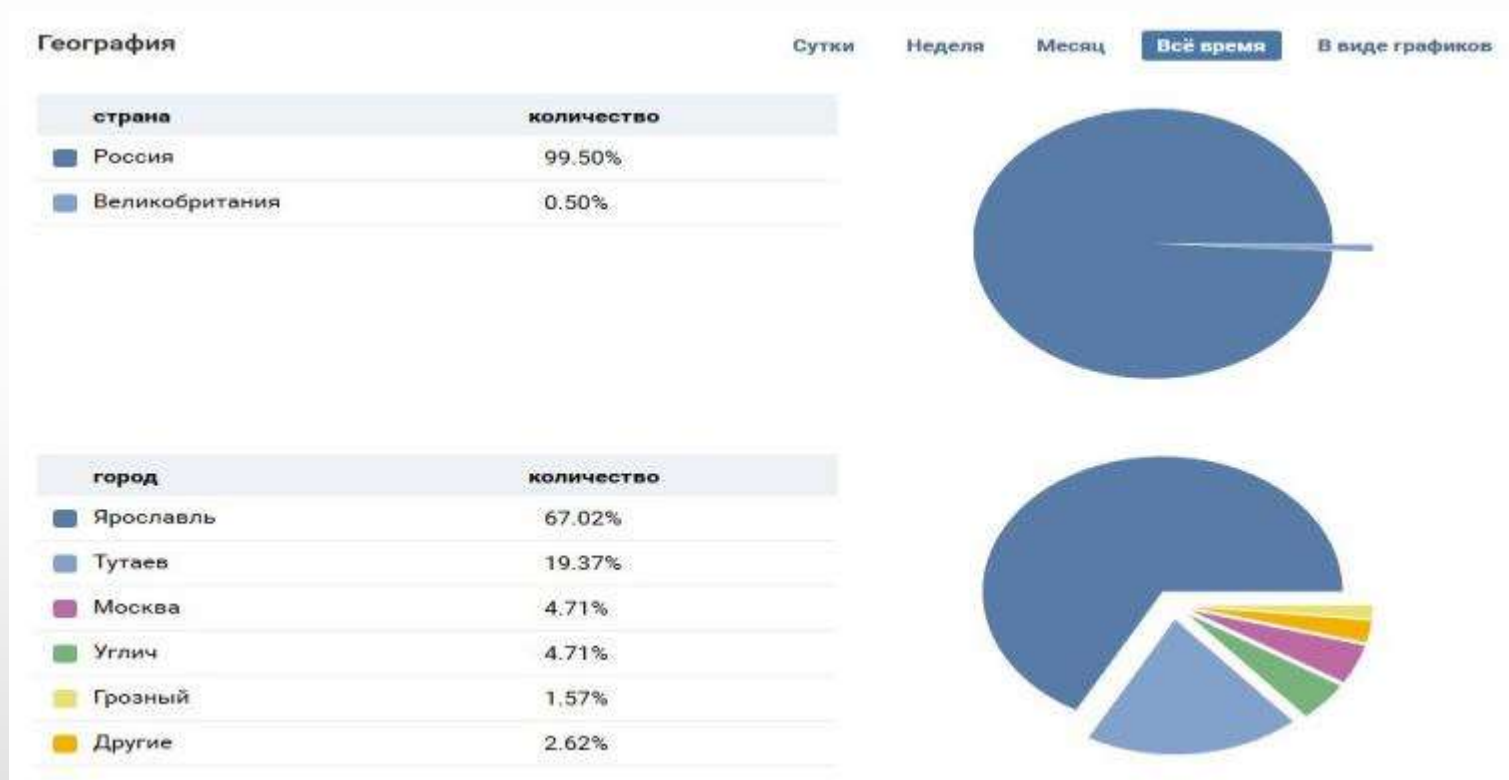 География
Сутки Неделя Месяц Всё время В виде графиков
страна количество
Россия 99.50%
Великобритания 0.50%
город количество
Ярославль 67.02%
Тутаев 19.37%
Москва 4.71%
Углич 4.71%
Грозный 1.57%
Другие 2.62%